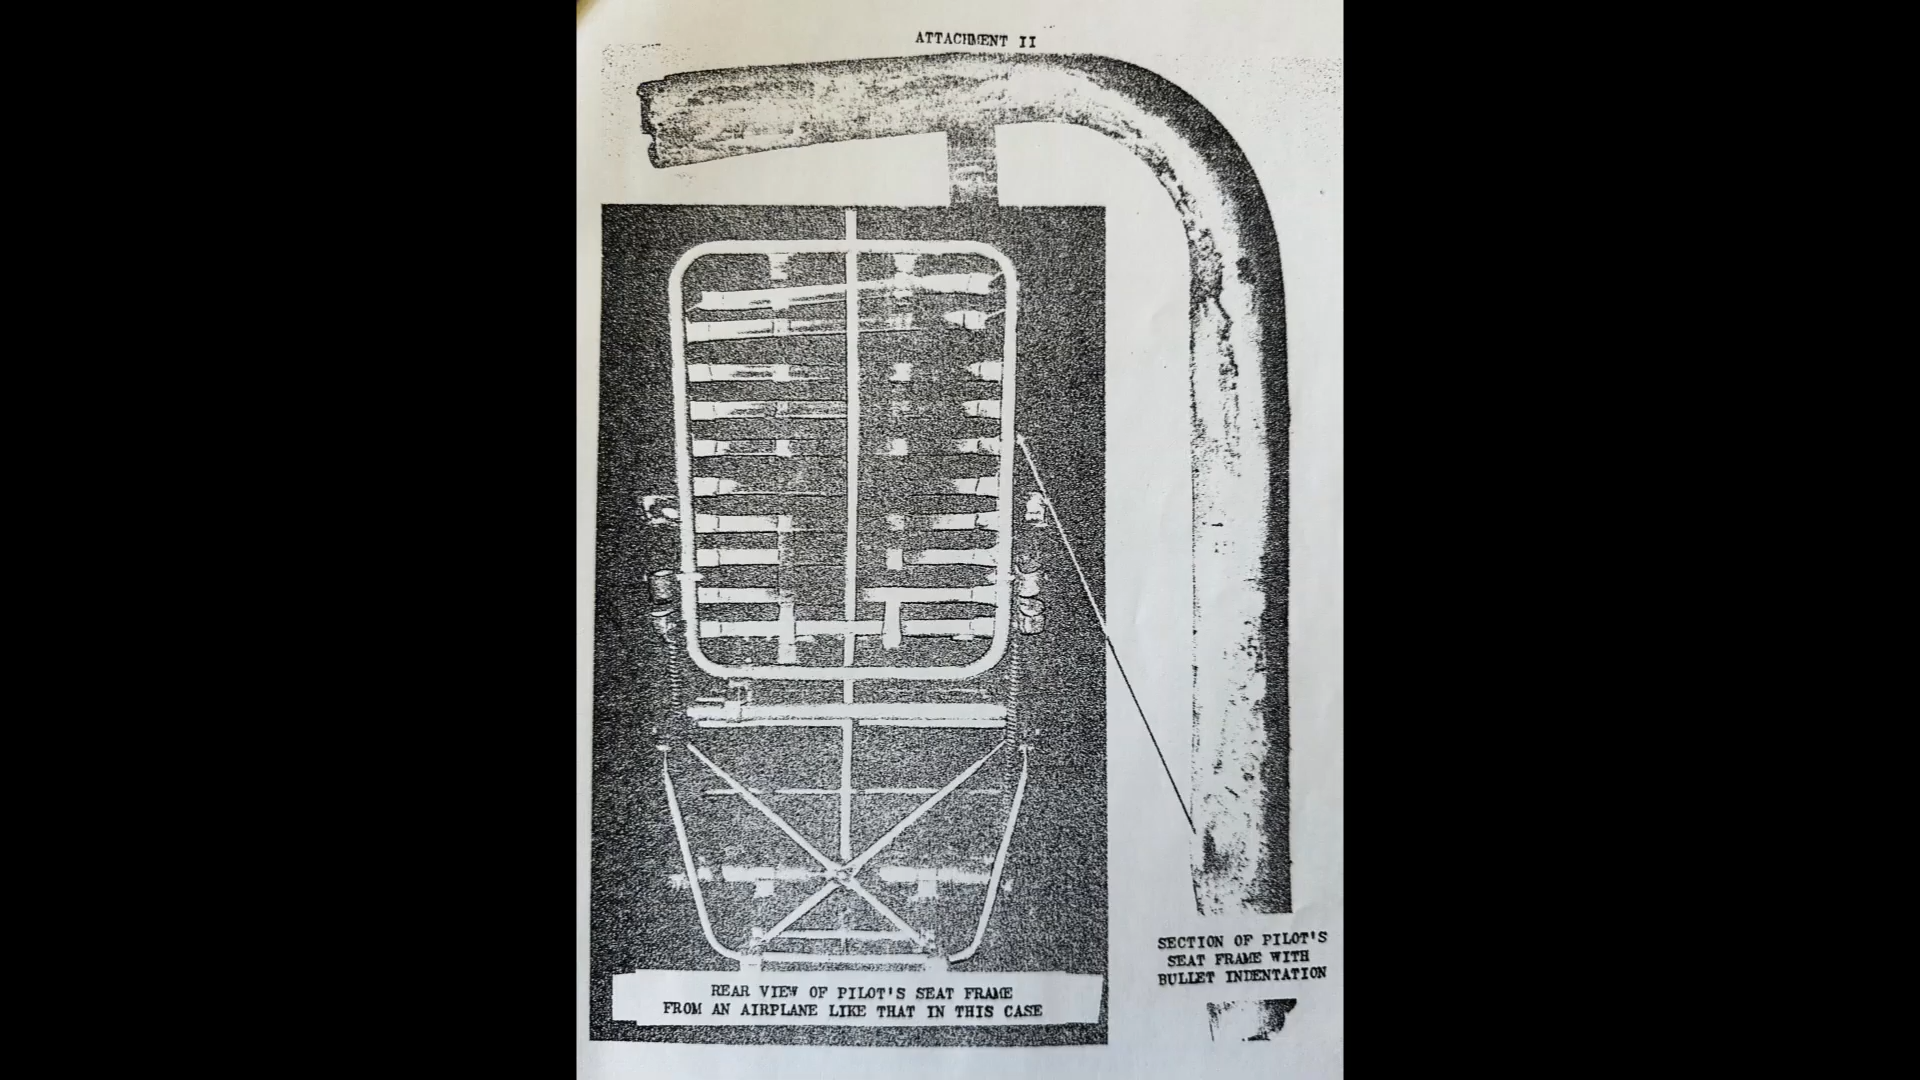 ATTACHMENT II
REAR VIEW OF PILOT'S SEAT FRAME
FROM AN AIRPLANE LIKE THAT IN THIS CASE
SECTION OF PILOT'S
SEAT FRAME WITH
BULLET INDENTATION